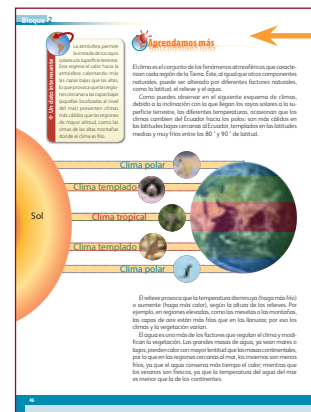 Bloque 2
+ Un dato interesante
La atmósfera permite
la entrada de los rayos
solares a la superficie terrestre.
Esta regresa el calor hacia la
atmósfera calentando más
las capas bajas que las altas,
lo que provoca que las regio-
nes cercanas a las capas bajas
(aquellas localizadas al nivel
del mar) presenten climas
más cálidos que las regiones
de mayor altitud, como los
climas de las altas montañas
donde el clima es frío.
Aprendamos más
El clima es el conjunto de los fenómenos atmosféricos que caracte-
rizan cada región de la Tierra. Éste, al igual que otros componentes
naturales, puede ser alterado por diferentes factores naturales,
como la latitud, el relieve y el agua.
Como puedes observar en el siguiente esquema de climas,
debido a la inclinación con la que llegan los rayos solares a la su-
perficie terrestre, las diferentes temperaturas, ocasionan que los
climas cambien del Ecuador hacia los polos: son más cálidos en
las latitudes bajas cercanas al Ecuador, templados en las latitudes
medias y muy fríos entre los 80 ° y 90 ° de latitud.
Clima polar
Clima templado
Sol
Clima tropical
Clima templado
Clima polar
El relieve provoca que la temperatura disminuya (haga más frío)
o aumente (haga más calor), según la altura de los relieves. Por
ejemplo, en regiones elevadas, como las mesetas o las montañas,
las capas de aire están más frías que en las llanuras; por eso los
climas y la vegetación varían.
El agua es uno de más de los factores que regulan el clima y modi-
fican la vegetación. Las grandes masas de agua, ya sean mares o
lagos, pierden calor con mayor lentitud que las masas continentales,
por lo que en las regiones cercanas al mar, los inviernos son menos
fríos, ya que el agua conserva más tiempo el calor; mientras que
los veranos son frescos, ya que la temperatura del agua del mar
es menor que la de los continentes.
46